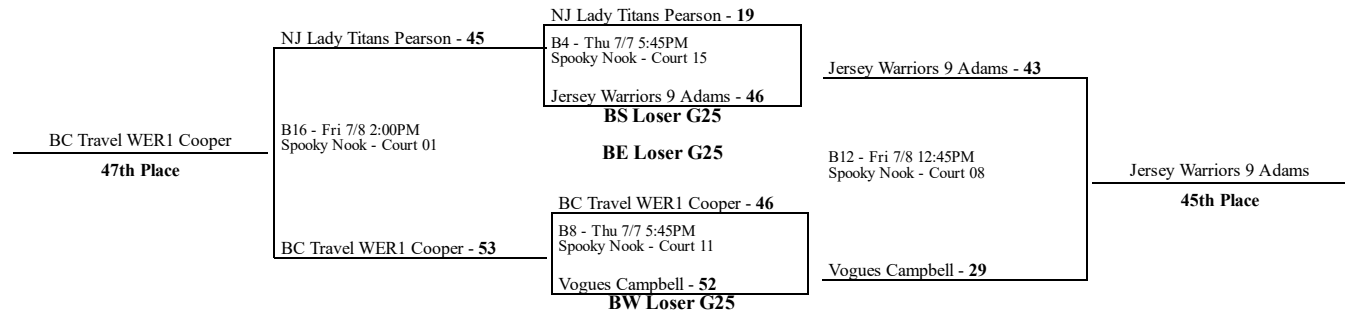 NJ Lady Titans Pearson - 19
NJ Lady Titans Pearson - 45
B4 - Thu 7/7 5:45PM
Spooky Nook - Court 15
Jersey Warriors 9 Adams - 43
Jersey Warriors 9 Adams - 46
BS Loser G25
B16 - Fri 7/8 2:00PM
Spooky Nook - Court 01
BC Travel WER1 Cooper
47th Place
BE Loser G25
B12 - Fri 7/8 12:45PM
Spooky Nook - Court 08
Jersey Warriors 9 Adams
45th Place
BC Travel WER1 Cooper - 46
B8 - Thu 7/7 5:45PM
Spooky Nook - Court 11
BC Travel WER1 Cooper - 53
Vogues Campbell - 29
Vogues Campbell - 52
BW Loser G25